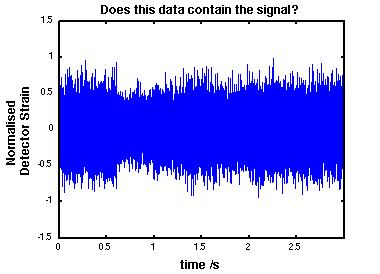 Does this data contain the signal?
1.5
1
0.5
0
-0.5
-1
-1.5
Normalised
Detector Strain
0 0.5 1 1.5 2 2.5
time /s